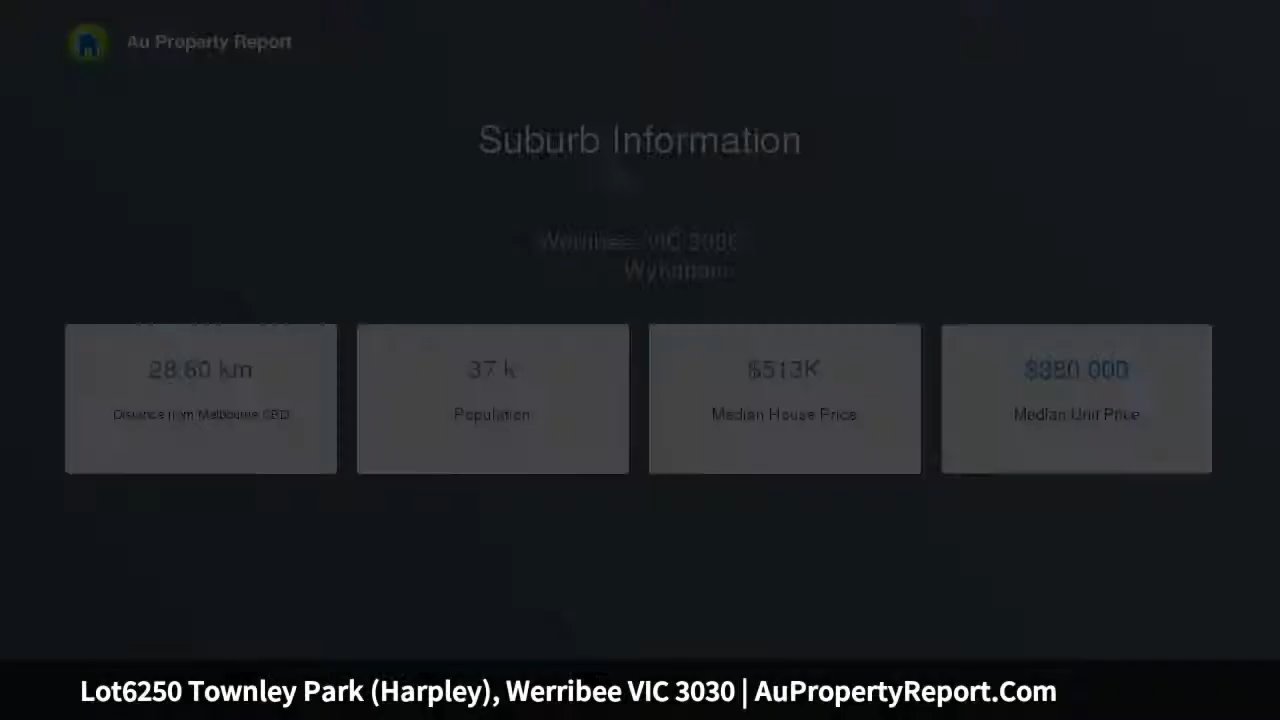 Au Property Report
Suburb Information
Werribee VIC 3030
28.60 km
37 k
$513K
$380,000
Distance from Melbourne CBD
Population
Median House Price
Median Unit Price
Lot6250 Townley Park (Harpley), Werribee VIC 3030 | AuPropertyReport.Com